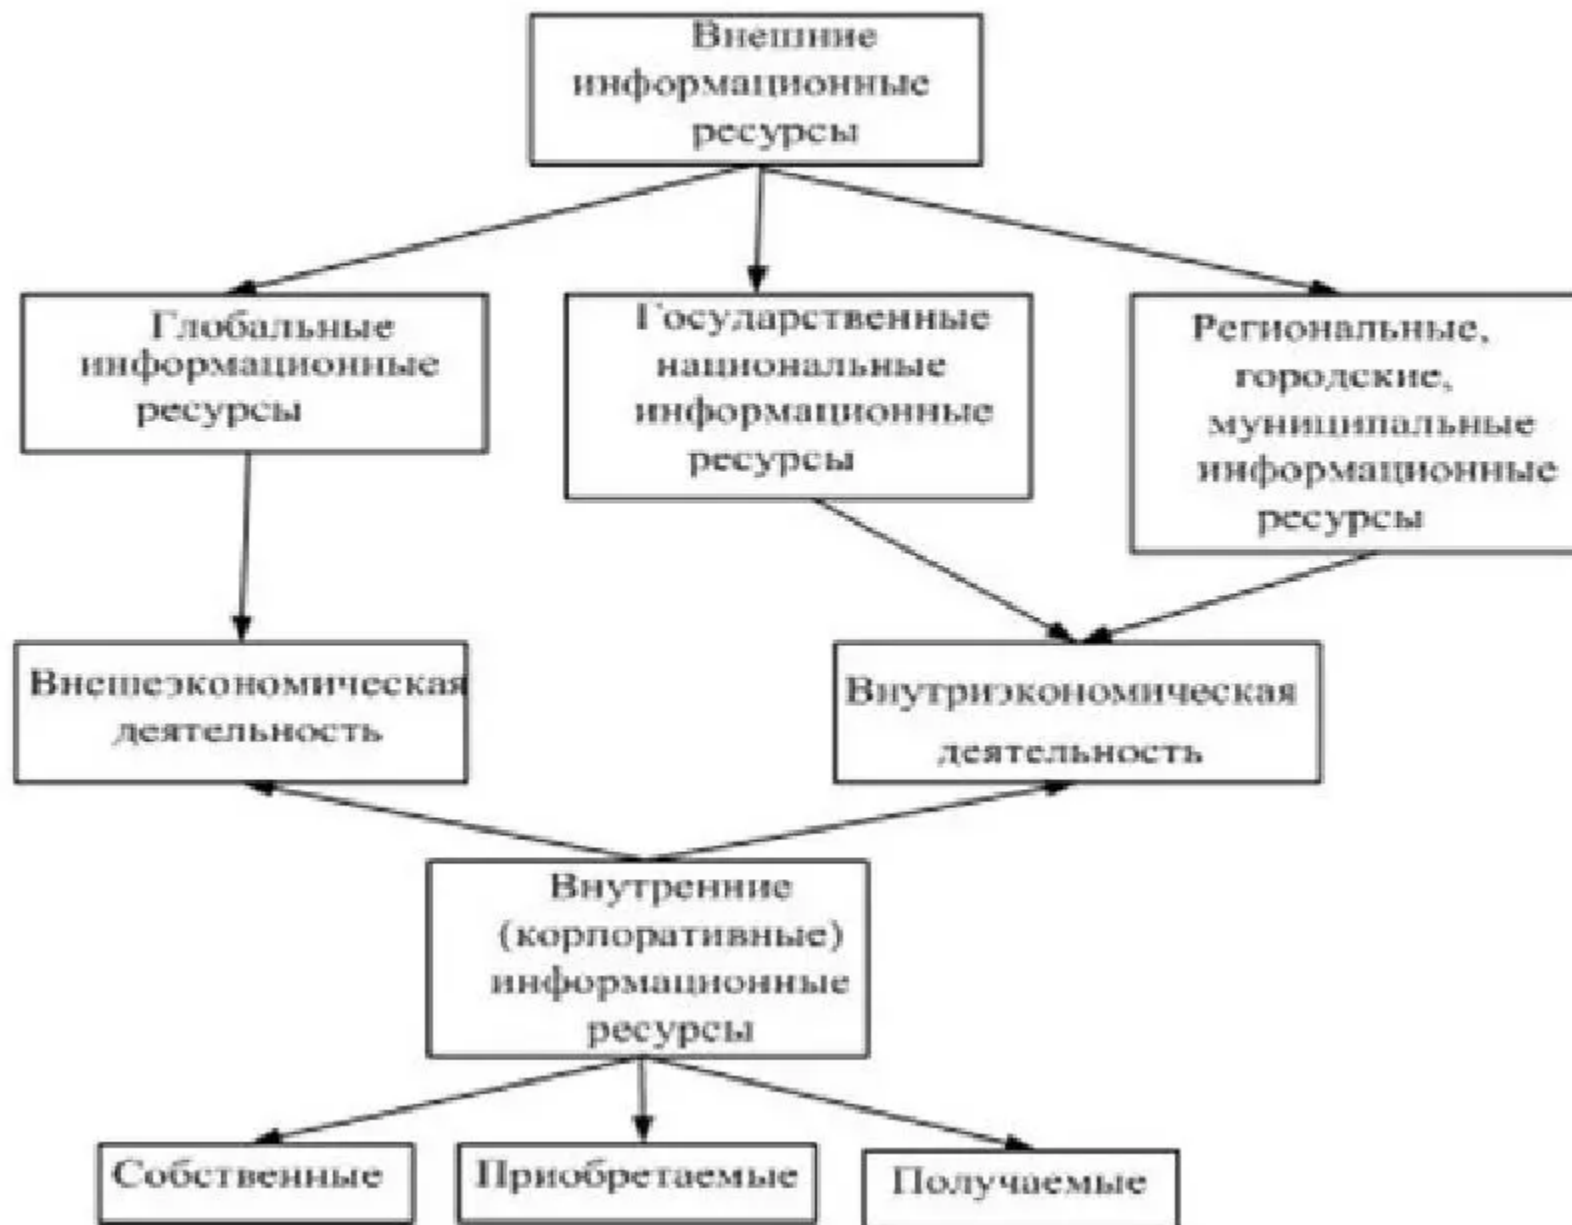 Внешние
информационные
ресурсы
Глобальные
информационные
ресурсы
Государственные
национальные
информационные
ресурсы
Региональные,
городские,
муниципальные
информационные
ресурсы
Внешеэкономическая
деятельность
Внутриэкономическая
деятельность
Внутренние
(корпоративные)
информационные
ресурсы
Собственные
Приобретаемые
Получаемые